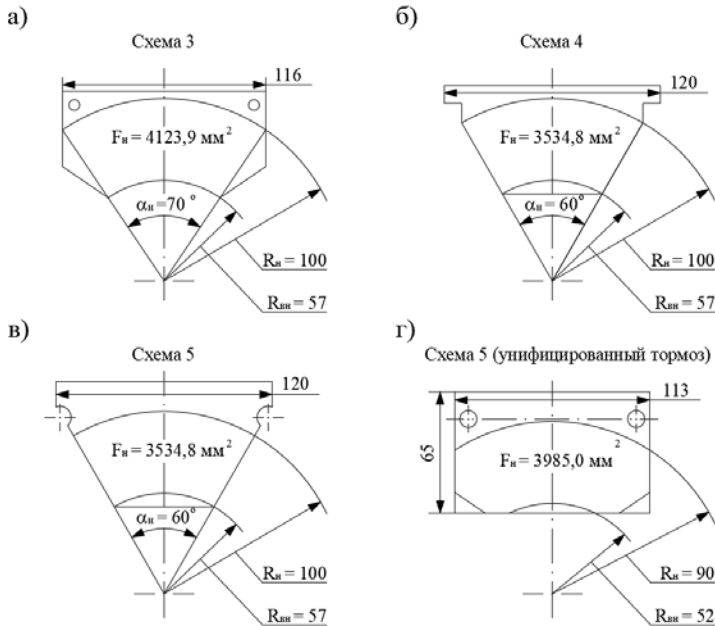 а)
Схема 3
116
Fн = 4123,9 мм²
αн = 70°
Rн = 100
Rвн = 57
б)
Схема 4
120
Fн = 3534,8 мм²
αн = 60°
Rн = 100
Rвн = 57
в)
Схема 5
120
Fн = 3534,8 мм²
αн = 60°
Rн = 100
Rвн = 57
г)
Схема 5 (унифицированный тормоз)
113
65
Fн = 3985,0 мм²
Rн = 90
Rвн = 52